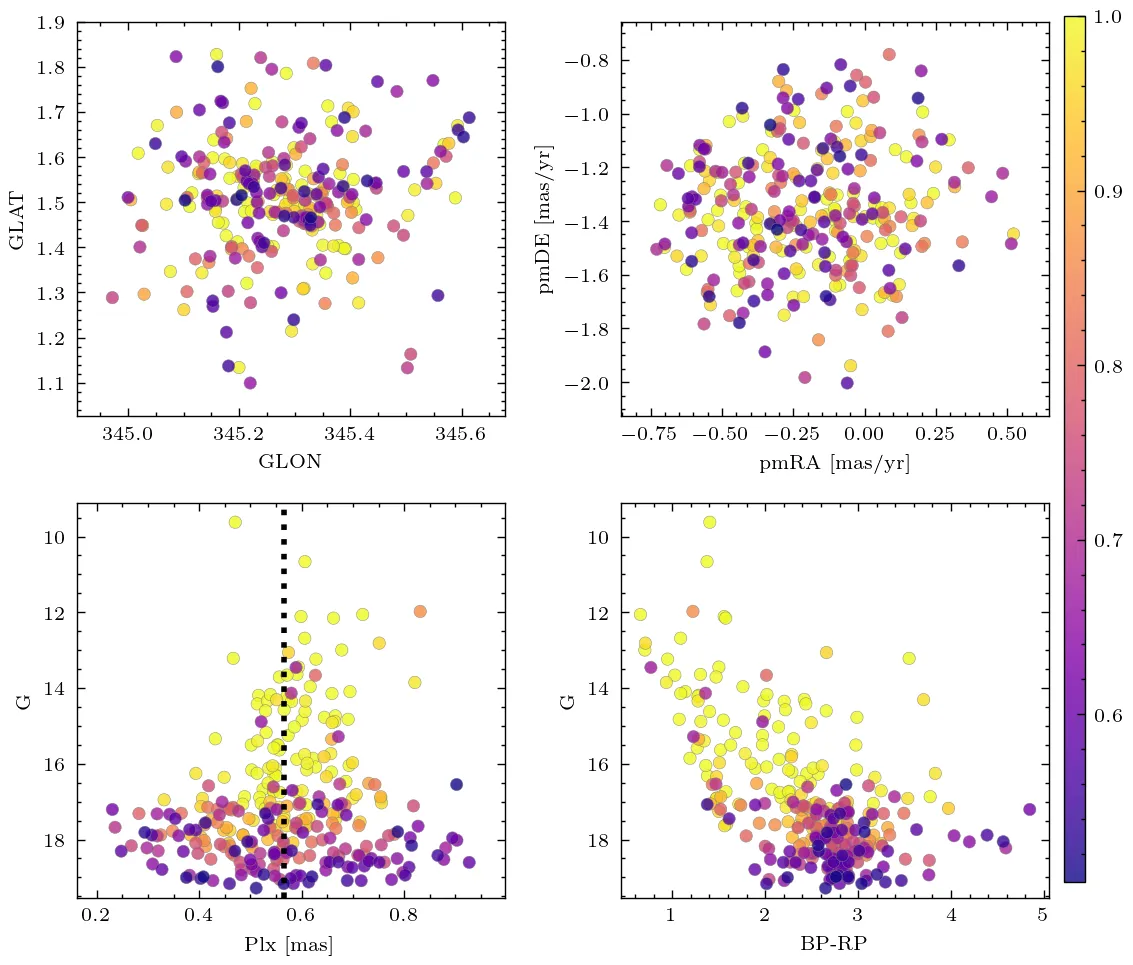 1.9
1.8
1.7
1.6
1.5
1.4
1.3
1.2
1.1
GLAT
345.0 345.2 345.4 345.6
GLON
−0.8
−1.0
−1.2
−1.4
−1.6
−1.8
−2.0
pmDE [mas/yr]
−0.75 −0.50 −0.25 0.00 0.25 0.50
pmRA [mas/yr]
10
12
14
16
18
G
0.2 0.4 0.6 0.8
Plx [mas]
10
12
14
16
18
G
1 2 3 4 5
BP-RP
1.0
0.9
0.8
0.7
0.6